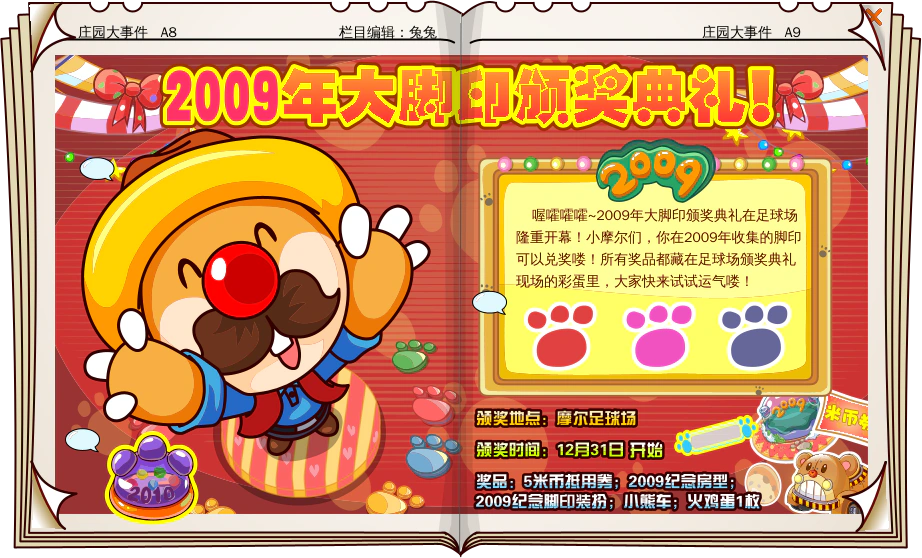 庄园大事件 A8
栏目编辑：兔兔
庄园大事件 A9
2009年大脚印颁奖典礼！
2009
喔嚯嚯嚯~2009年大脚印颁奖典礼在足球场
隆重开幕！小摩尔们，你在2009年收集的脚印
可以兑奖喽！所有奖品都藏在足球场颁奖典礼
现场的彩蛋里，大家快来试试运气喽！
颁奖地点：摩尔足球场
颁奖时间：12月31日 开始
奖品：5米币抵用券；2009纪念房型；
2009纪念脚印装扮；小熊车；火鸡蛋1枚
2010
2009
米币券